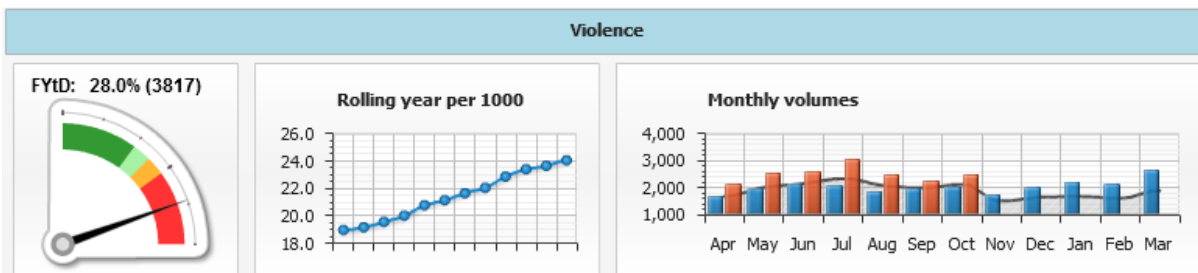 Violence
FYtD: 28.0% (3817)
Rolling year per 1000
26.0
24.0
22.0
20.0
18.0
Monthly volumes
4,000
3,000
2,000
1,000
Apr May Jun Jul Aug Sep Oct Nov Dec Jan Feb Mar